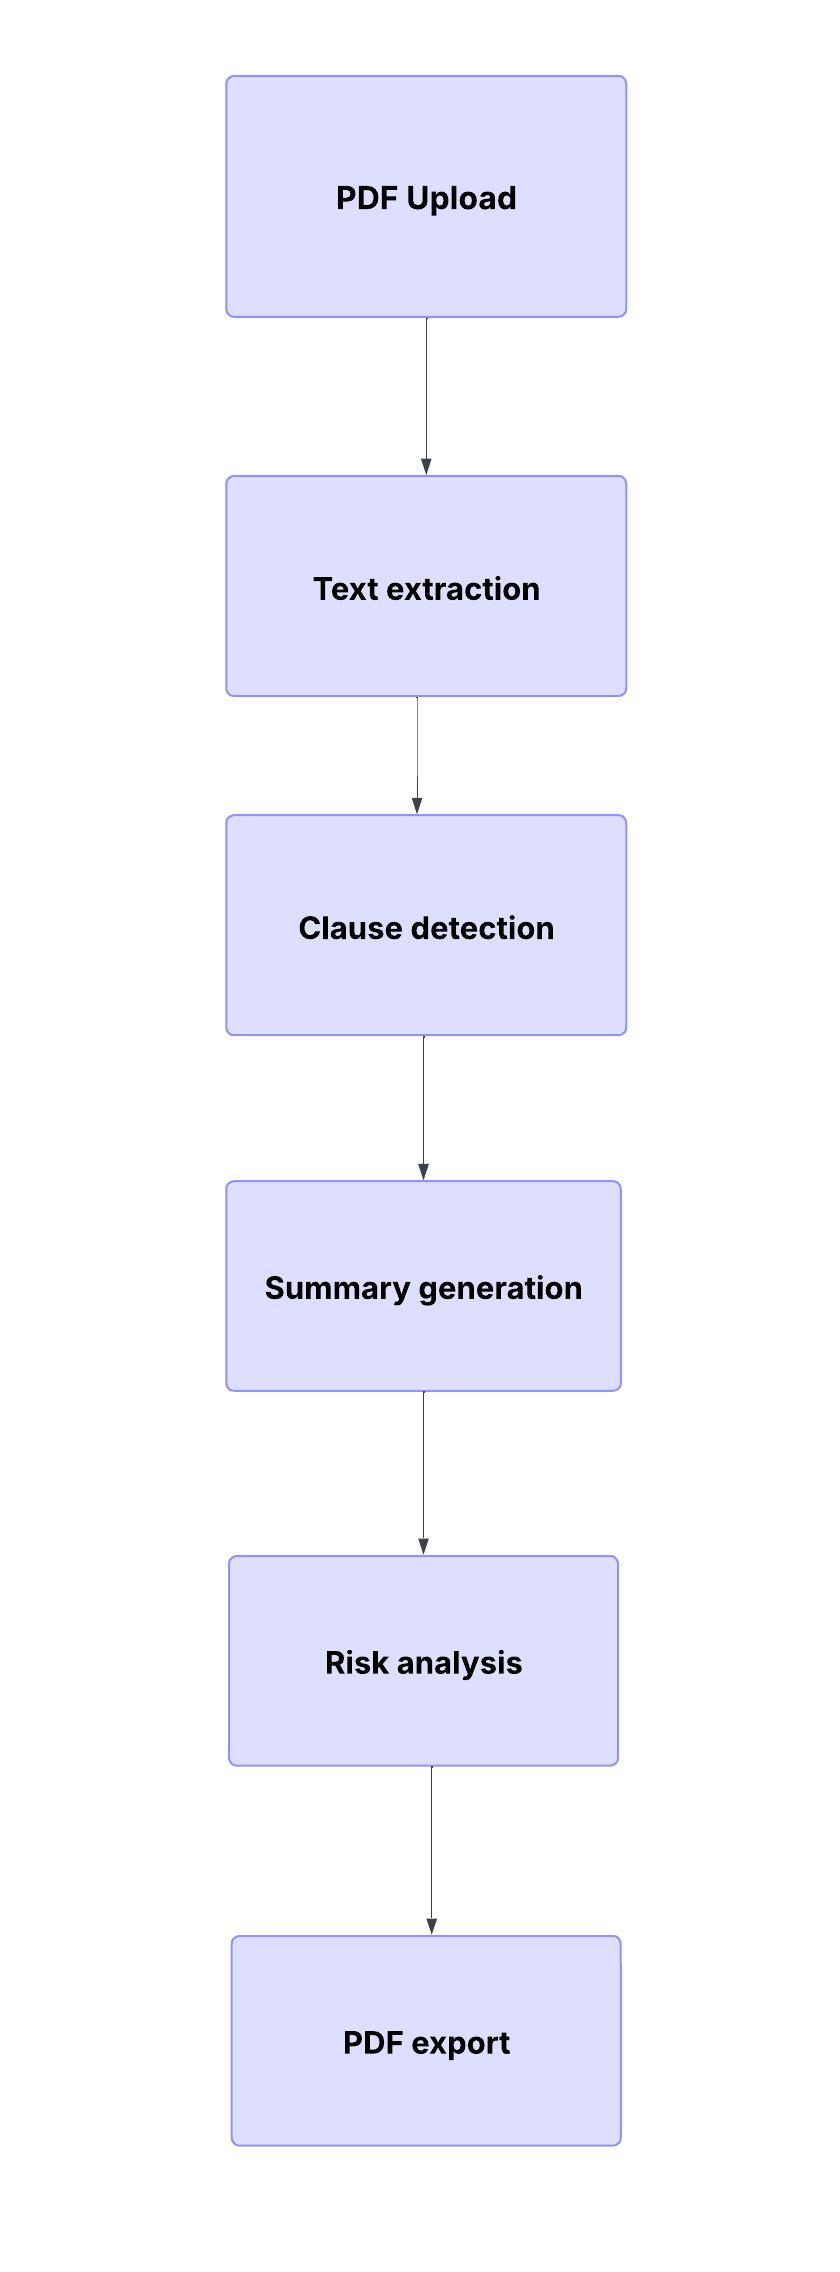 PDF Upload
Text extraction
Clause detection
Summary generation
Risk analysis
PDF export